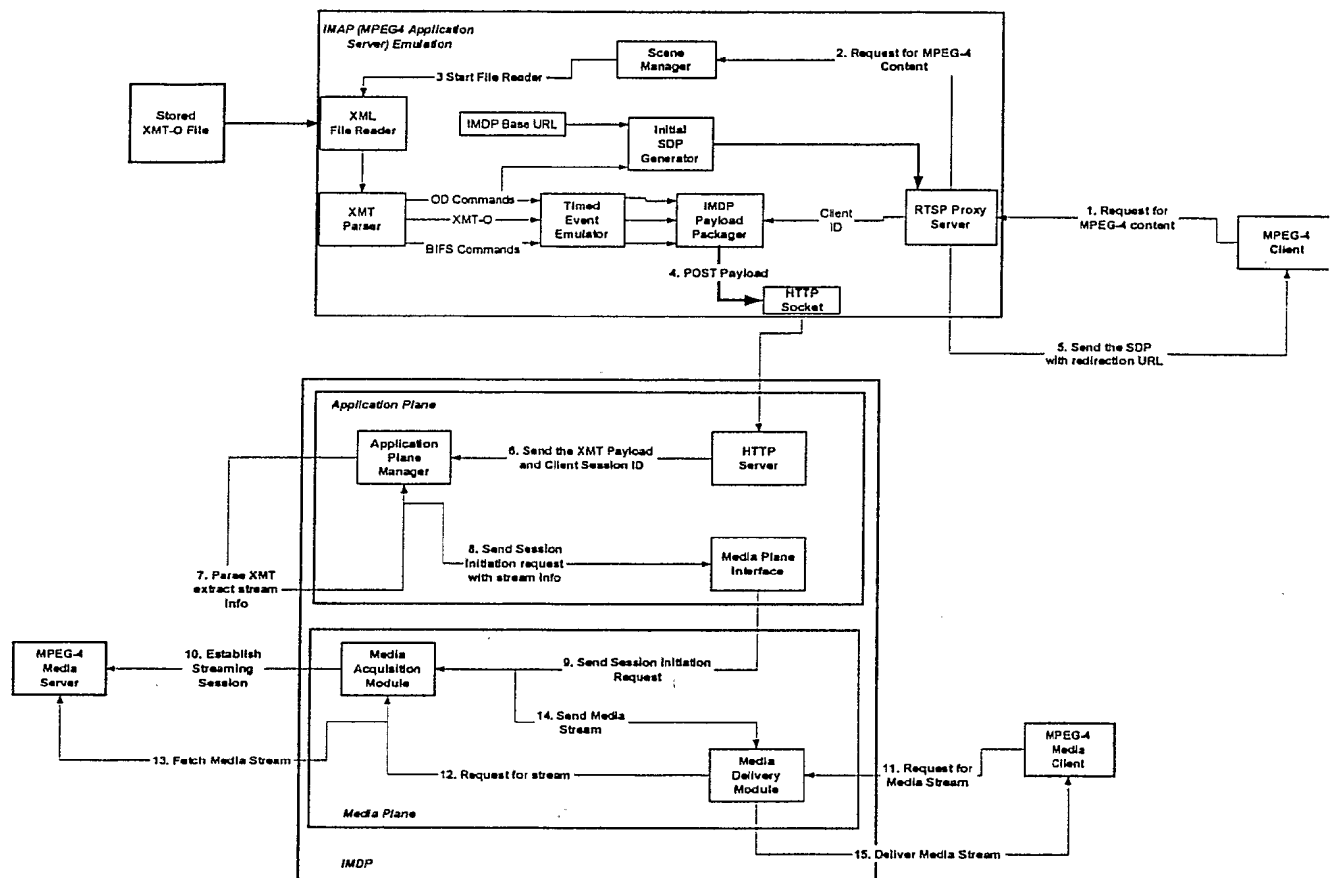 IMAP (MPEG4 Application
Server) Emulation
Scene
Manager
2. Request for MPEG-4
Content
3 Start File Reader
Stored
XMT-O File
XML
File Reader
IMDP Base URL
Initial
SDP
Generator
XMT
Parser
OD Commands
XMT-O
BIFS Commands
Timed
Event
Emulator
IMDP
Payload
Packager
Client
ID
RTSP Proxy
Server
1. Request for
MPEG-4 content
MPEG-4
Client
4. POST Payload
HTTP
Socket
5. Send the SDP
with redirection URL
Application Plane
Application
Plane
Manager
6. Send the XMT Payload
and Client Session ID
HTTP
Server
7. Parse XMT
extract stream
Info
8. Send Session
Initiation request
with stream Info
Media Plane
Interface
MPEG-4
Media
Server
10. Establish
Streaming
Session
Media
Acquisition
Module
9. Send Session Initiation
Request
14. Send Media
Stream
13. Fetch Media Stream
12. Request for stream
Media
Delivery
Module
11. Request for
Media Stream
MPEG-4
Media
Client
Media Plane
15. Deliver Media Stream
IMDP